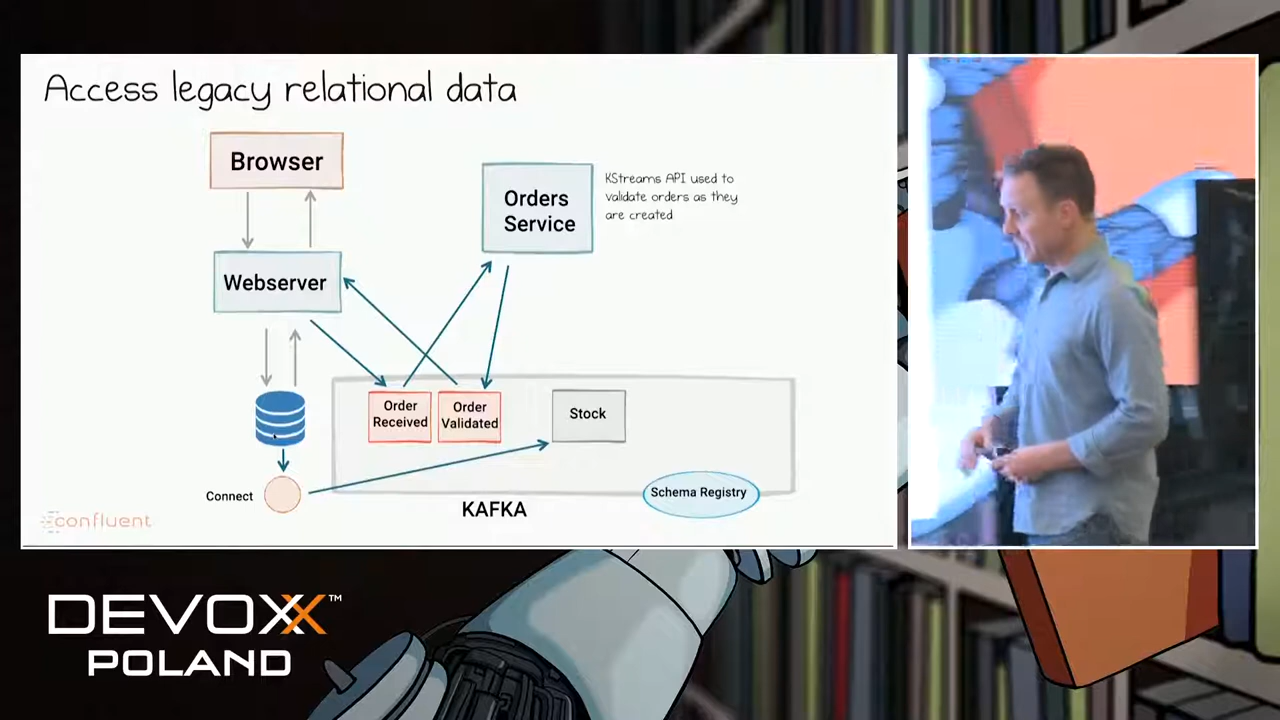 Access legacy relational data
Browser
Orders
Service
KStreams API used to
validate orders as they
are created
Webserver
Order
Received
Order
Validated
Stock
Connect
Schema Registry
KAFKA
confluent
DEVOXX™
POLAND